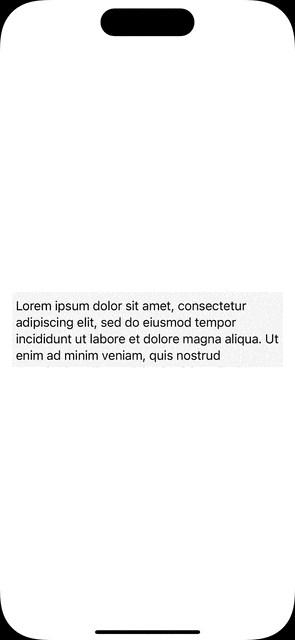 Lorem ipsum dolor sit amet, consectetur
adipiscing elit, sed do eiusmod tempor
incididunt ut labore et dolore magna aliqua. Ut
enim ad minim veniam, quis nostrud